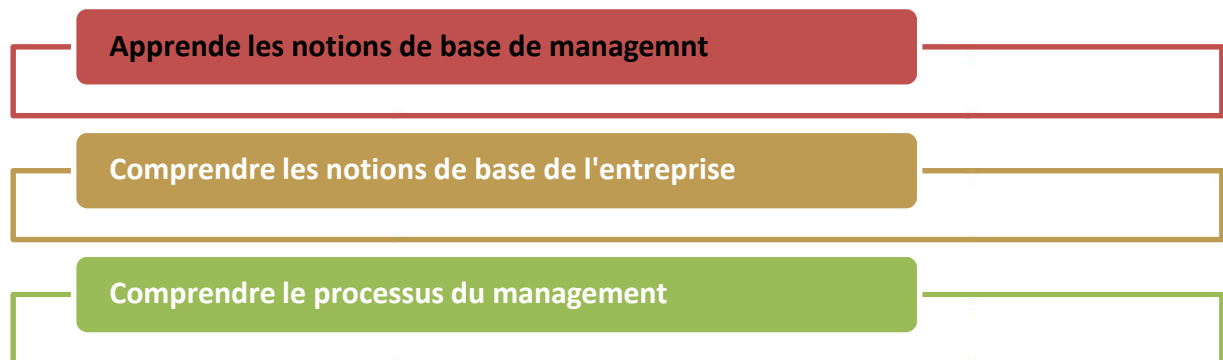 Apprende les notions de base de managemnt
Comprendre les notions de base de l'entreprise
Comprendre le processus du management